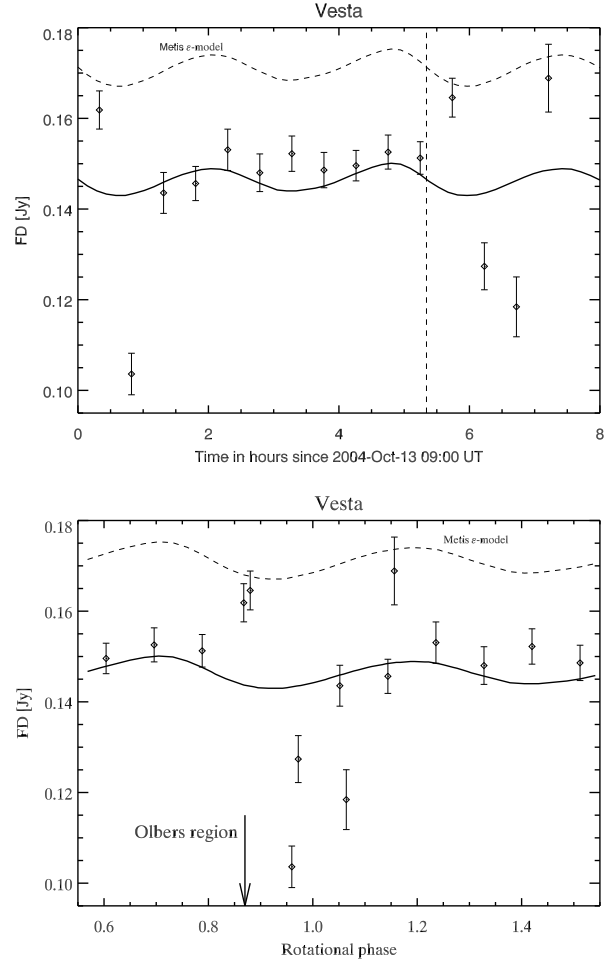 Vesta
0.18
Metis ε-model
0.16
0.14
FD [Jy]
0.12
0.10
0 2 4 6 8
Time in hours since 2004-Oct-13 09:00 UT
Vesta
0.18
Metis ε-model
0.16
0.14
FD [Jy]
0.12
Olbers region
0.10
0.6 0.8 1.0 1.2 1.4
Rotational phase